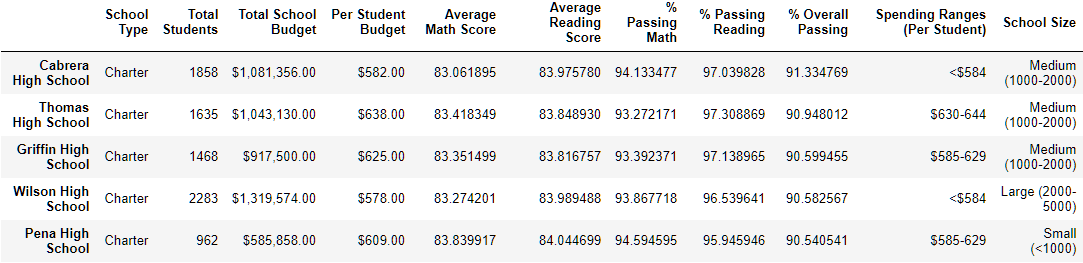 School Type Total Students Total School Budget Per Student Budget Average Math Score Average Reading Score % Passing Math % Passing Reading % Overall Passing Spending Ranges (Per Student) School Size
Cabrera High School Charter 1858 $1,081,356.00 $582.00 83.061895 83.975780 94.133477 97.039828 91.334769 <$584 Medium (1000-2000)
Thomas High School Charter 1635 $1,043,130.00 $638.00 83.418349 83.848930 93.272171 97.308869 90.948012 $630-644 Medium (1000-2000)
Griffin High School Charter 1468 $917,500.00 $625.00 83.351499 83.816757 93.392371 97.138965 90.599455 $585-629 Medium (1000-2000)
Wilson High School Charter 2283 $1,319,574.00 $578.00 83.274201 83.989488 93.867718 96.539641 90.582567 <$584 Large (2000-5000)
Pena High School Charter 962 $585,858.00 $609.00 83.839917 84.044699 94.594595 95.945946 90.540541 $585-629 Small (<1000)